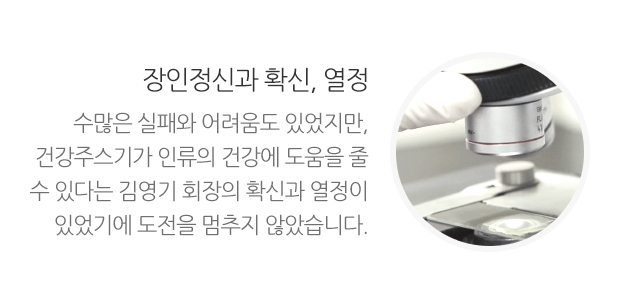 장인정신과 확신, 열정
수많은 실패와 어려움도 있었지만,
건강주스기가 인류의 건강에 도움을 줄
수 있다는 김영기 회장의 확신과 열정이
있었기에 도전을 멈추지 않았습니다.